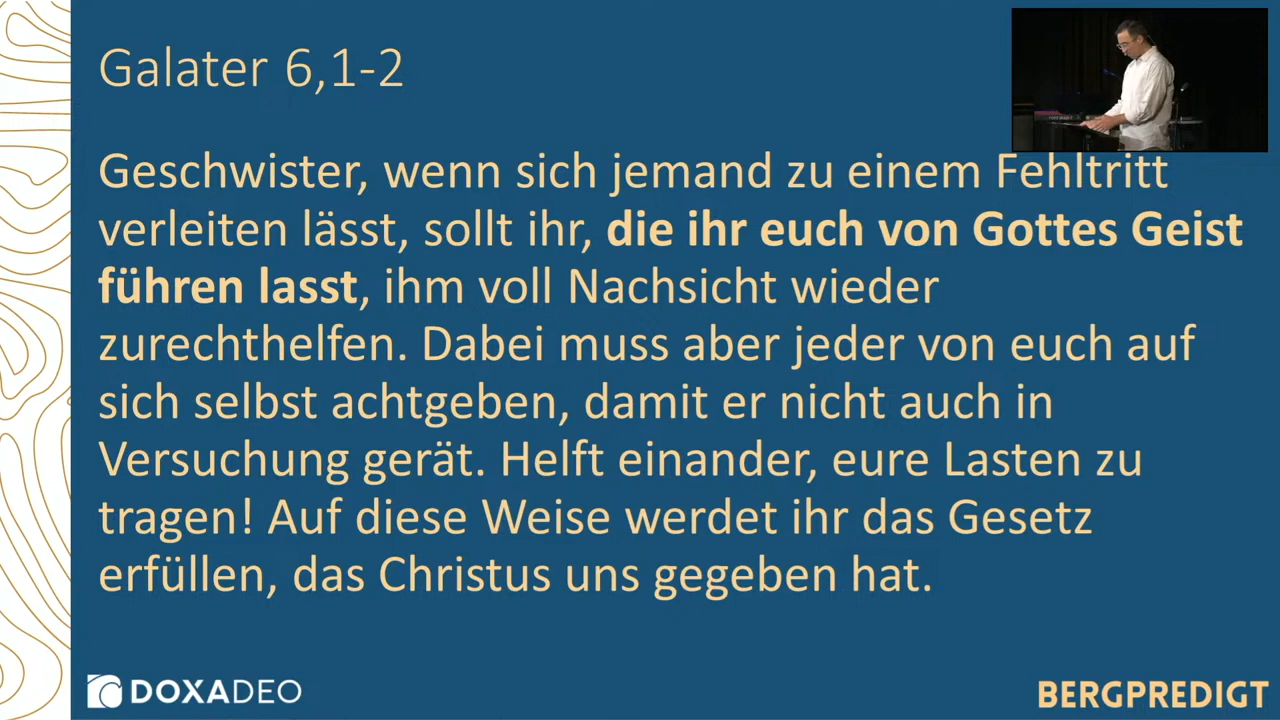 Galater 6,1-2
Geschwister, wenn sich jemand zu einem Fehltritt
verleiten lässt, sollt ihr, die ihr euch von Gottes Geist
führen lasst, ihm voll Nachsicht wieder
zurechthelfen. Dabei muss aber jeder von euch auf
sich selbst achtgeben, damit er nicht auch in
Versuchung gerät. Helft einander, eure Lasten zu
tragen! Auf diese Weise werdet ihr das Gesetz
erfüllen, das Christus uns gegeben hat.
DOXADEO
BERGPREDIGT